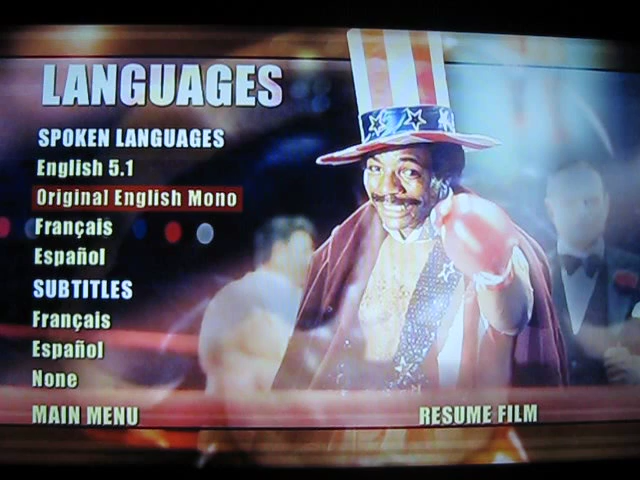 LANGUAGES
SPOKEN LANGUAGES
English 5.1
Original English Mono
Français
Español
SUBTITLES
Français
Español
None
MAIN MENU
RESUME FILM